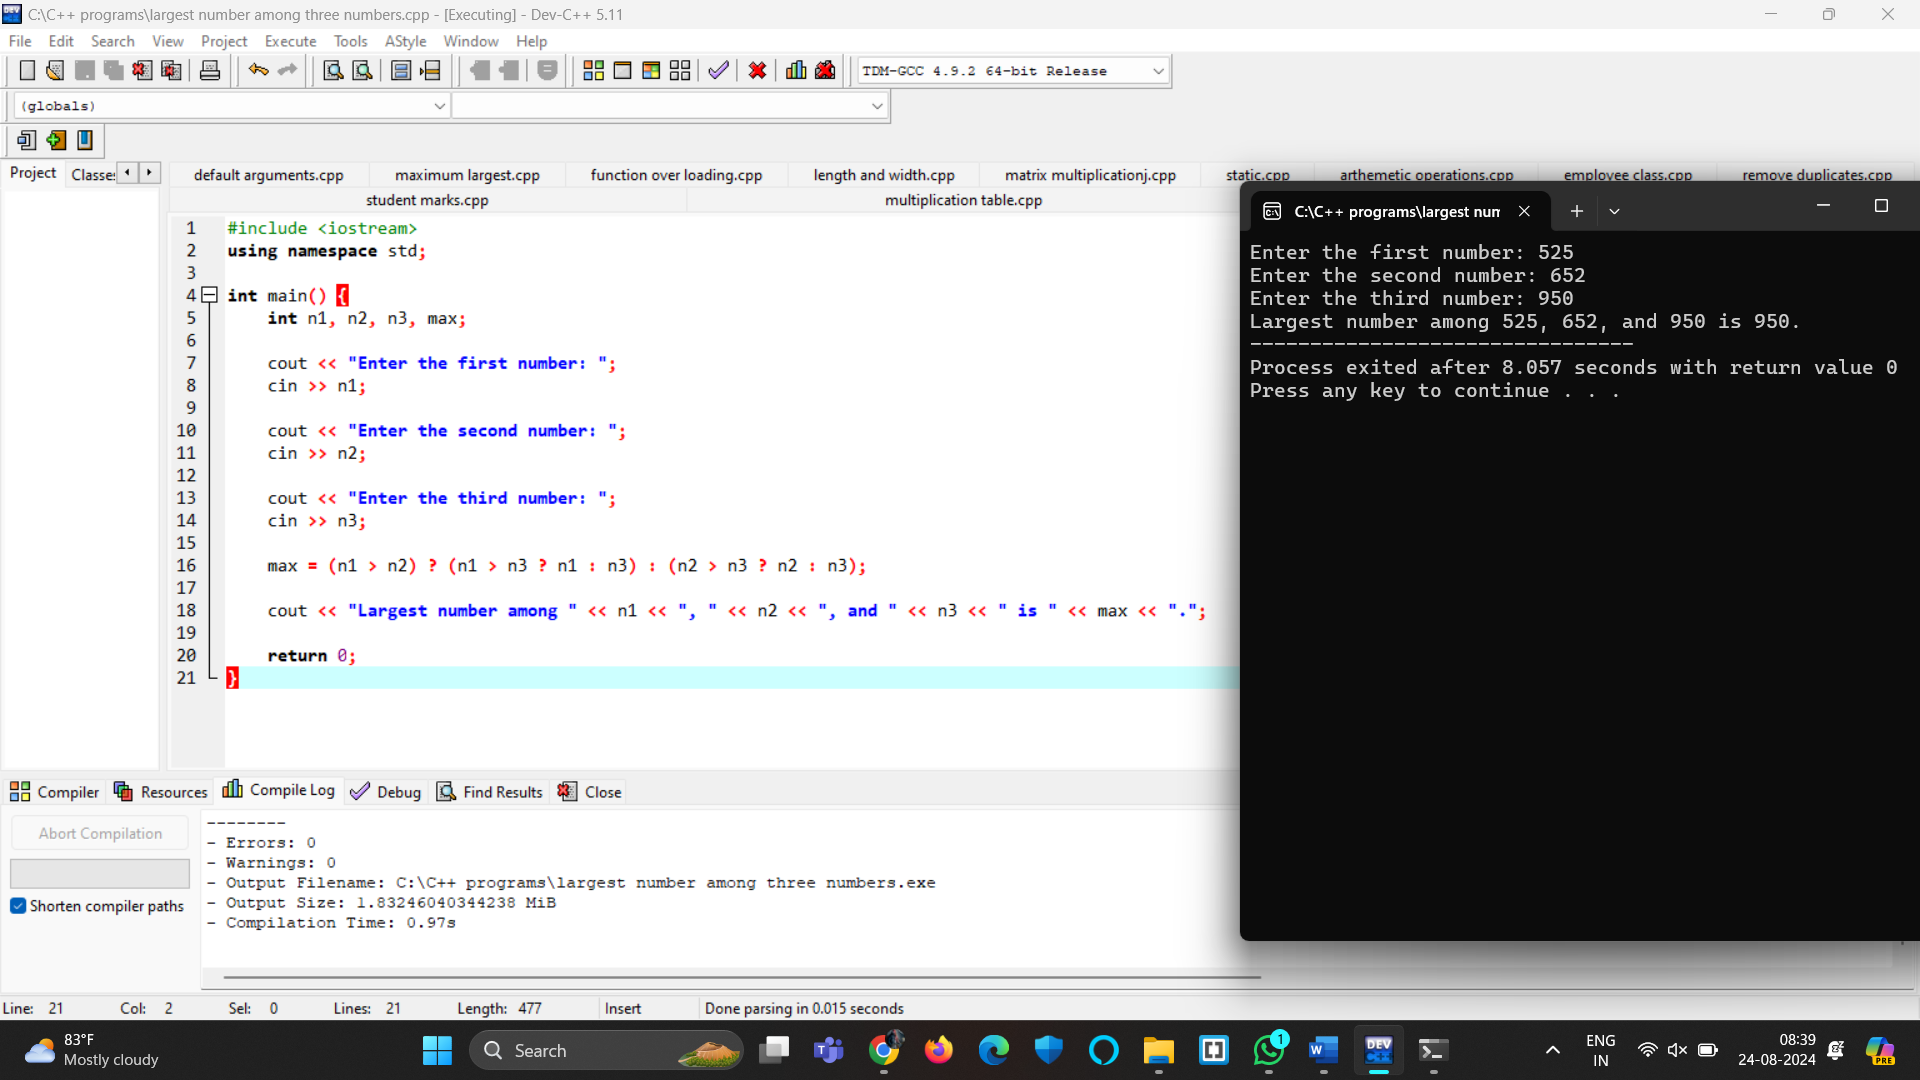 C:\C++ programs\largest number among three numbers.cpp - [Executing] - Dev-C++ 5.11
File Edit Search View Project Execute Tools AStyle Window Help
TDM-GCC 4.9.2 64-bit Release
(globals)
Project Classes
default arguments.cpp maximum largest.cpp function over loading.cpp length and width.cpp matrix multiplicationj.cpp static.cpp arthemetic operations.cpp employee class.cpp remove duplicates.cpp
student marks.cpp multiplication table.cpp
1 #include <iostream>
2 using namespace std;
3
4 int main() {
5 int n1, n2, n3, max;
6
7 cout << "Enter the first number: ";
8 cin >> n1;
9
10 cout << "Enter the second number: ";
11 cin >> n2;
12
13 cout << "Enter the third number: ";
14 cin >> n3;
15
16 max = (n1 > n2) ? (n1 > n3 ? n1 : n3) : (n2 > n3 ? n2 : n3);
17
18 cout << "Largest number among " << n1 << ", " << n2 << ", and " << n3 << " is " << max << ".";
19
20 return 0;
21 }
C:\C++ programs\largest num
Enter the first number: 525
Enter the second number: 652
Enter the third number: 950
Largest number among 525, 652, and 950 is 950.
--------------------------------
Process exited after 8.057 seconds with return value 0
Press any key to continue . . .
Compiler Resources Compile Log Debug Find Results Close
Abort Compilation
Shorten compiler paths
--------
- Errors: 0
- Warnings: 0
- Output Filename: C:\C++ programs\largest number among three numbers.exe
- Output Size: 1.83246040344238 MiB
- Compilation Time: 0.97s
Line: 21 Col: 2 Sel: 0 Lines: 21 Length: 477 Insert Done parsing in 0.015 seconds
83°F
Mostly cloudy
Search
1
DEV
PRE
ENG
IN
08:39
24-08-2024